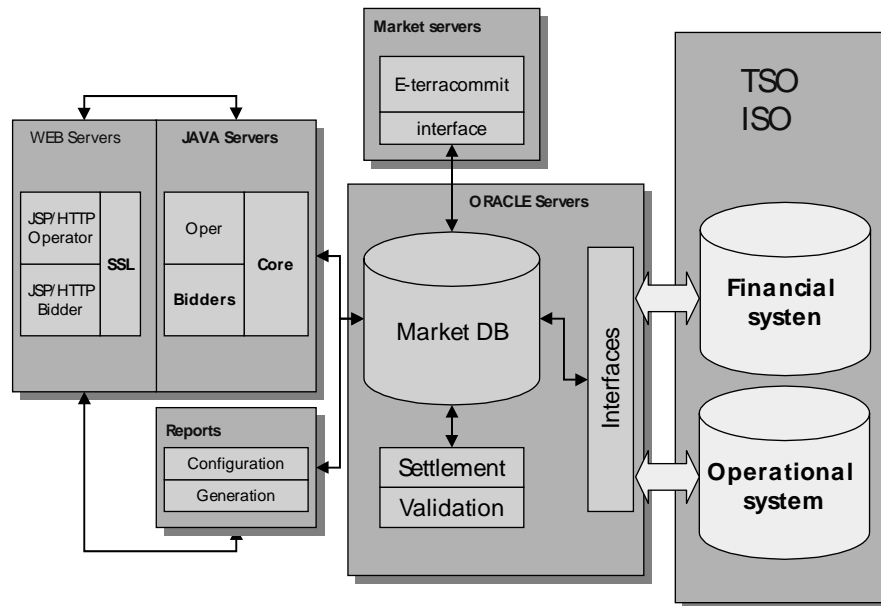 Market servers
E-terracommit
interface
TSO
ISO
WEB Servers
JAVA Servers
JSP/HTTP
Operator
SSL
JSP/HTTP
Bidder
Oper
Core
Bidders
ORACLE Servers
Market DB
Interfaces
Financial
systen
Settlement
Validation
Operational
system
Reports
Configuration
Generation